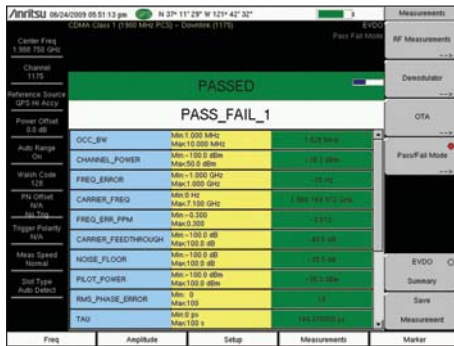 Anritsu 06/24/2009 05:51:13 pm N 37° 11' 29" W 121° 42' 32"
CDMA Class 1 (1900 MHz PCS) - Downlink (1175)
EVDO
Pass Fail Mode
Center Freq
1.988 750 GHz
Channel
1175
Reference Source
GPS Hi Accy
Power Offset
0.0 dB
Auto Range
On
Walsh Code
128
PN Offset
N/A
No Trig
Trigger Polarity
N/A
Meas Speed
Normal
Slot Type
Auto Detect
PASSED
PASS_FAIL_1
OCC_BW Min:1.000 MHz
Max:10.000 MHz
CHANNEL_POWER Min:-100.0 dBm
Max:50.0 dBm
FREQ_ERROR Min:-1.000 GHz
Max:1.000 GHz
CARRIER_FREQ Min:0 Hz
Max:7.100 GHz
FREQ_ERR_PPM Min:-0.300
Max:0.300
CARRIER_FEEDTHROUGH Min:-100.0 dB
Max:100.0 dB
NOISE_FLOOR Min:-100.0 dB
Max:100.0 dB
PILOT_POWER Min:-100.0 dBm
Max:100.0 dBm
RMS_PHASE_ERROR Min: 0
Max:100
TAU Min:0 ps
Max:100 s
Measurements
RF Measurements
-->
Demodulator
-->
OTA
-->
Pass/Fail Mode
-->
EVDO
Summary
Save
Measurement
Freq Amplitude Setup Measurements Marker